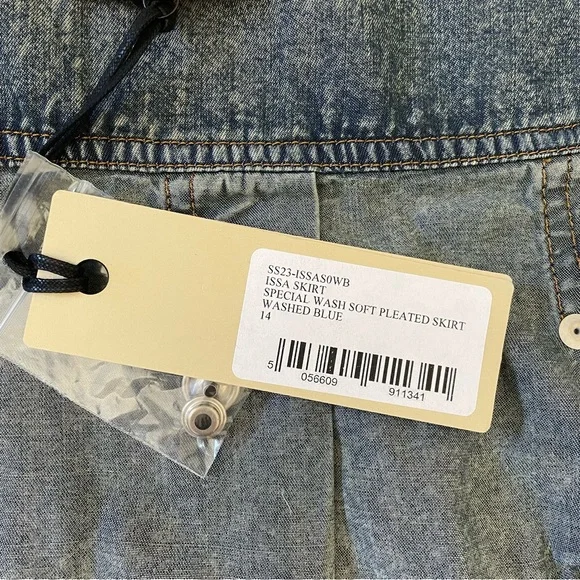 SS23-ISSAS0WB
ISSA SKIRT
SPECIAL WASH SOFT PLEATED SKIRT
WASHED BLUE
14
5 056609 911341